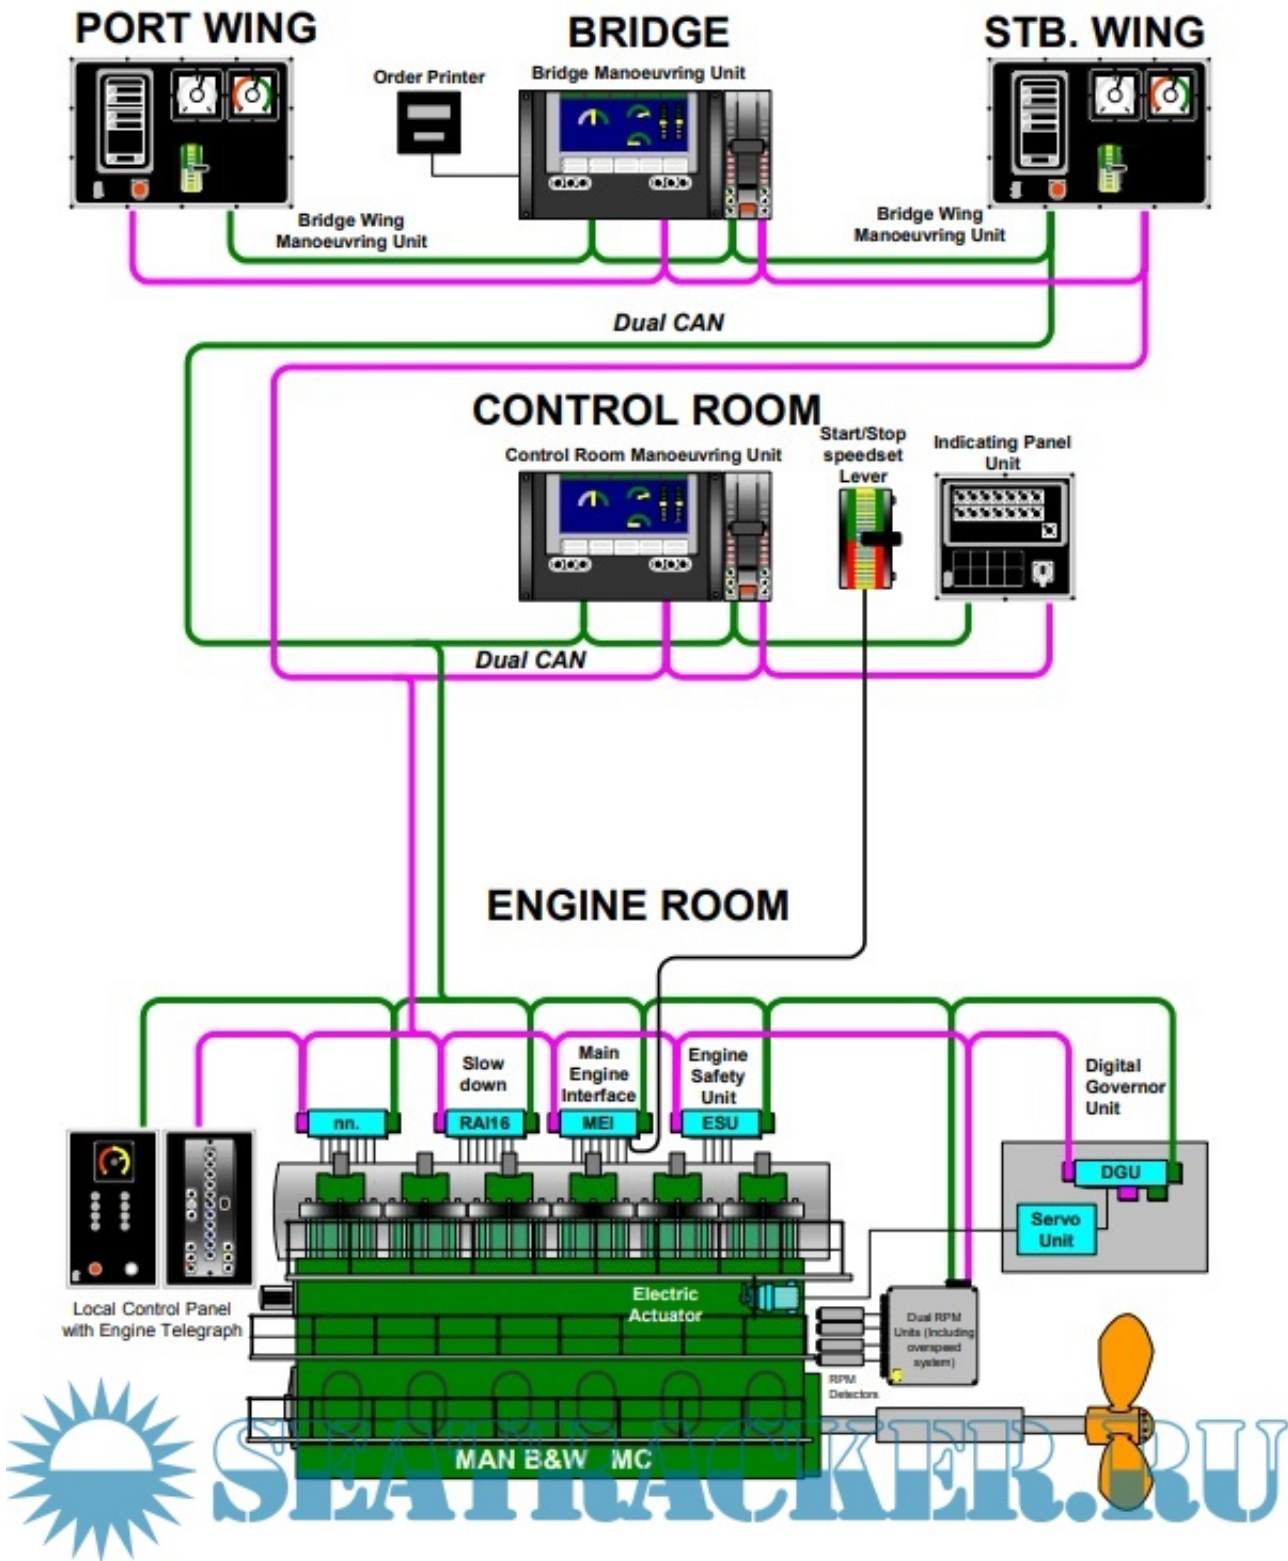 PORT WING
BRIDGE
STB. WING
Order Printer
Bridge Manoeuvring Unit
Bridge Wing
Manoeuvring Unit
Bridge Wing
Manoeuvring Unit
Dual CAN
CONTROL ROOM
Control Room Manoeuvring Unit
Start/Stop
speedset
Lever
Indicating Panel
Unit
Dual CAN
ENGINE ROOM
Slow
down
Main
Engine
Interface
Engine
Safety
Unit
Digital
Governor
Unit
nn.
RAI16
MEI
ESU
DGU
Servo
Unit
Local Control Panel
with Engine Telegraph
Electric
Actuator
Dual RPM
Units (Including
overspeed
system)
RPM
Detectors
MAN B&W MC
SEATRACKER.RU